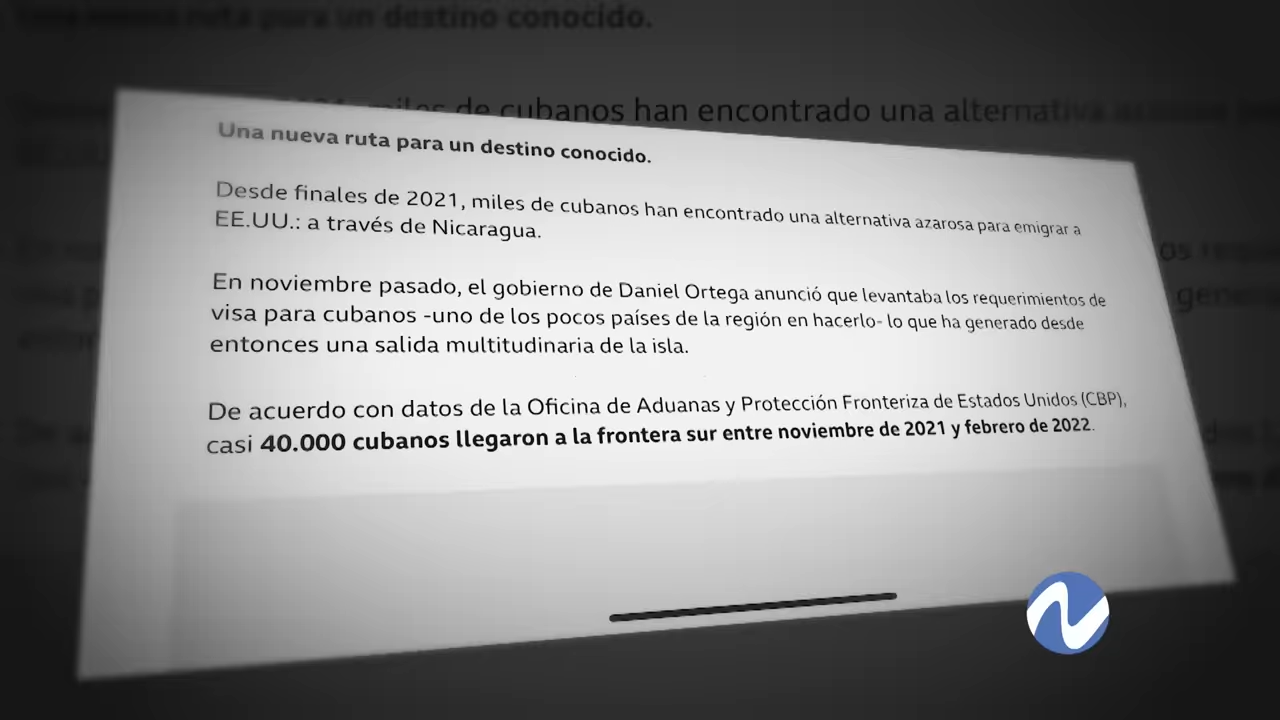 Una nueva ruta para un destino conocido.
Desde finales de 2021, miles de cubanos han encontrado una alternativa azarosa para emigrar a
EE.UU.: a través de Nicaragua.
En noviembre pasado, el gobierno de Daniel Ortega anunció que levantaba los requerimientos de
visa para cubanos -uno de los pocos países de la región en hacerlo- lo que ha generado desde
entonces una salida multitudinaria de la isla.
De acuerdo con datos de la Oficina de Aduanas y Protección Fronteriza de Estados Unidos (CBP),
casi 40.000 cubanos llegaron a la frontera sur entre noviembre de 2021 y febrero de 2022.